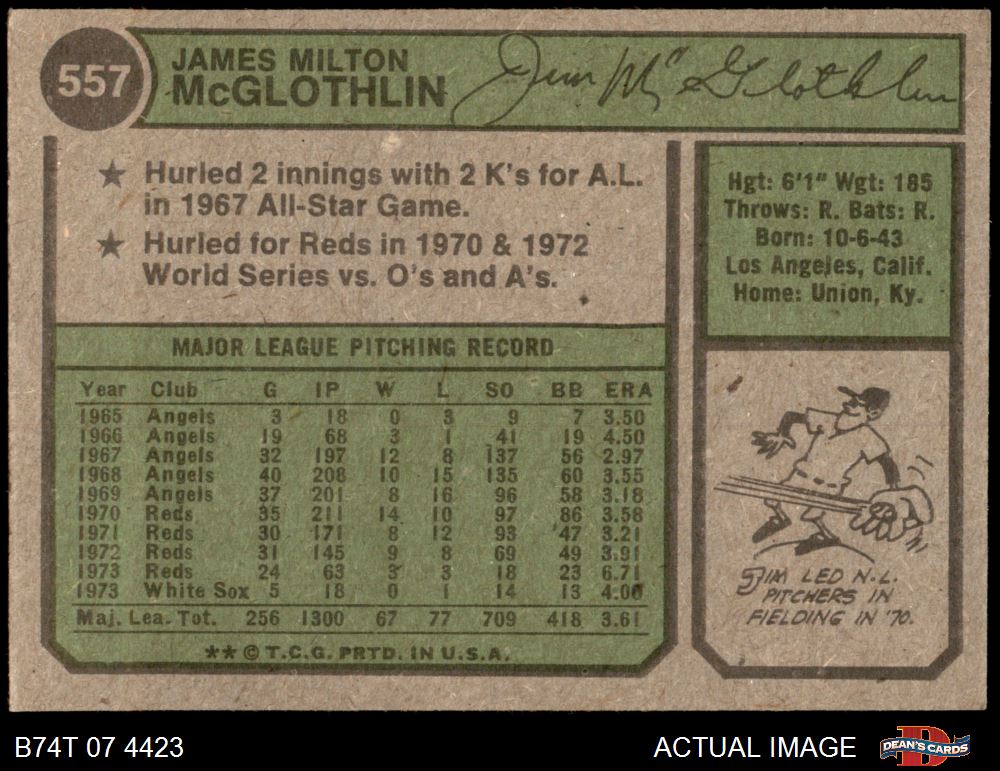 557
JAMES MILTON
McGLOTHLIN
Jim McGlothlin
★ Hurled 2 innings with 2 K's for A.L.
in 1967 All-Star Game.
★ Hurled for Reds in 1970 & 1972
World Series vs. O's and A's.
Hgt: 6'1" Wgt: 185
Throws: R. Bats: R.
Born: 10-6-43
Los Angeles, Calif.
Home: Union, Ky.
MAJOR LEAGUE PITCHING RECORD
Year Club G IP W L SO BB ERA
1965 Angels 3 18 0 3 9 7 3.50
1966 Angels 19 68 3 1 41 19 4.50
1967 Angels 32 197 12 8 137 56 2.97
1968 Angels 40 208 10 15 135 60 3.55
1969 Angels 37 201 8 16 96 58 3.18
1970 Reds 35 211 14 10 97 86 3.58
1971 Reds 30 171 8 12 93 47 3.21
1972 Reds 31 145 9 8 69 49 3.91
1973 Reds 24 63 3 3 18 23 6.71
1973 White Sox 5 18 0 1 14 13 4.00
Maj. Lea. Tot. 256 1300 67 77 709 418 3.61
** © T.C.G. PRTD. IN U.S.A.
JIM LED N.L.
PITCHERS IN
FIELDING IN '70.
B74T 07 4423
ACTUAL IMAGE
DEAN'S CARDS